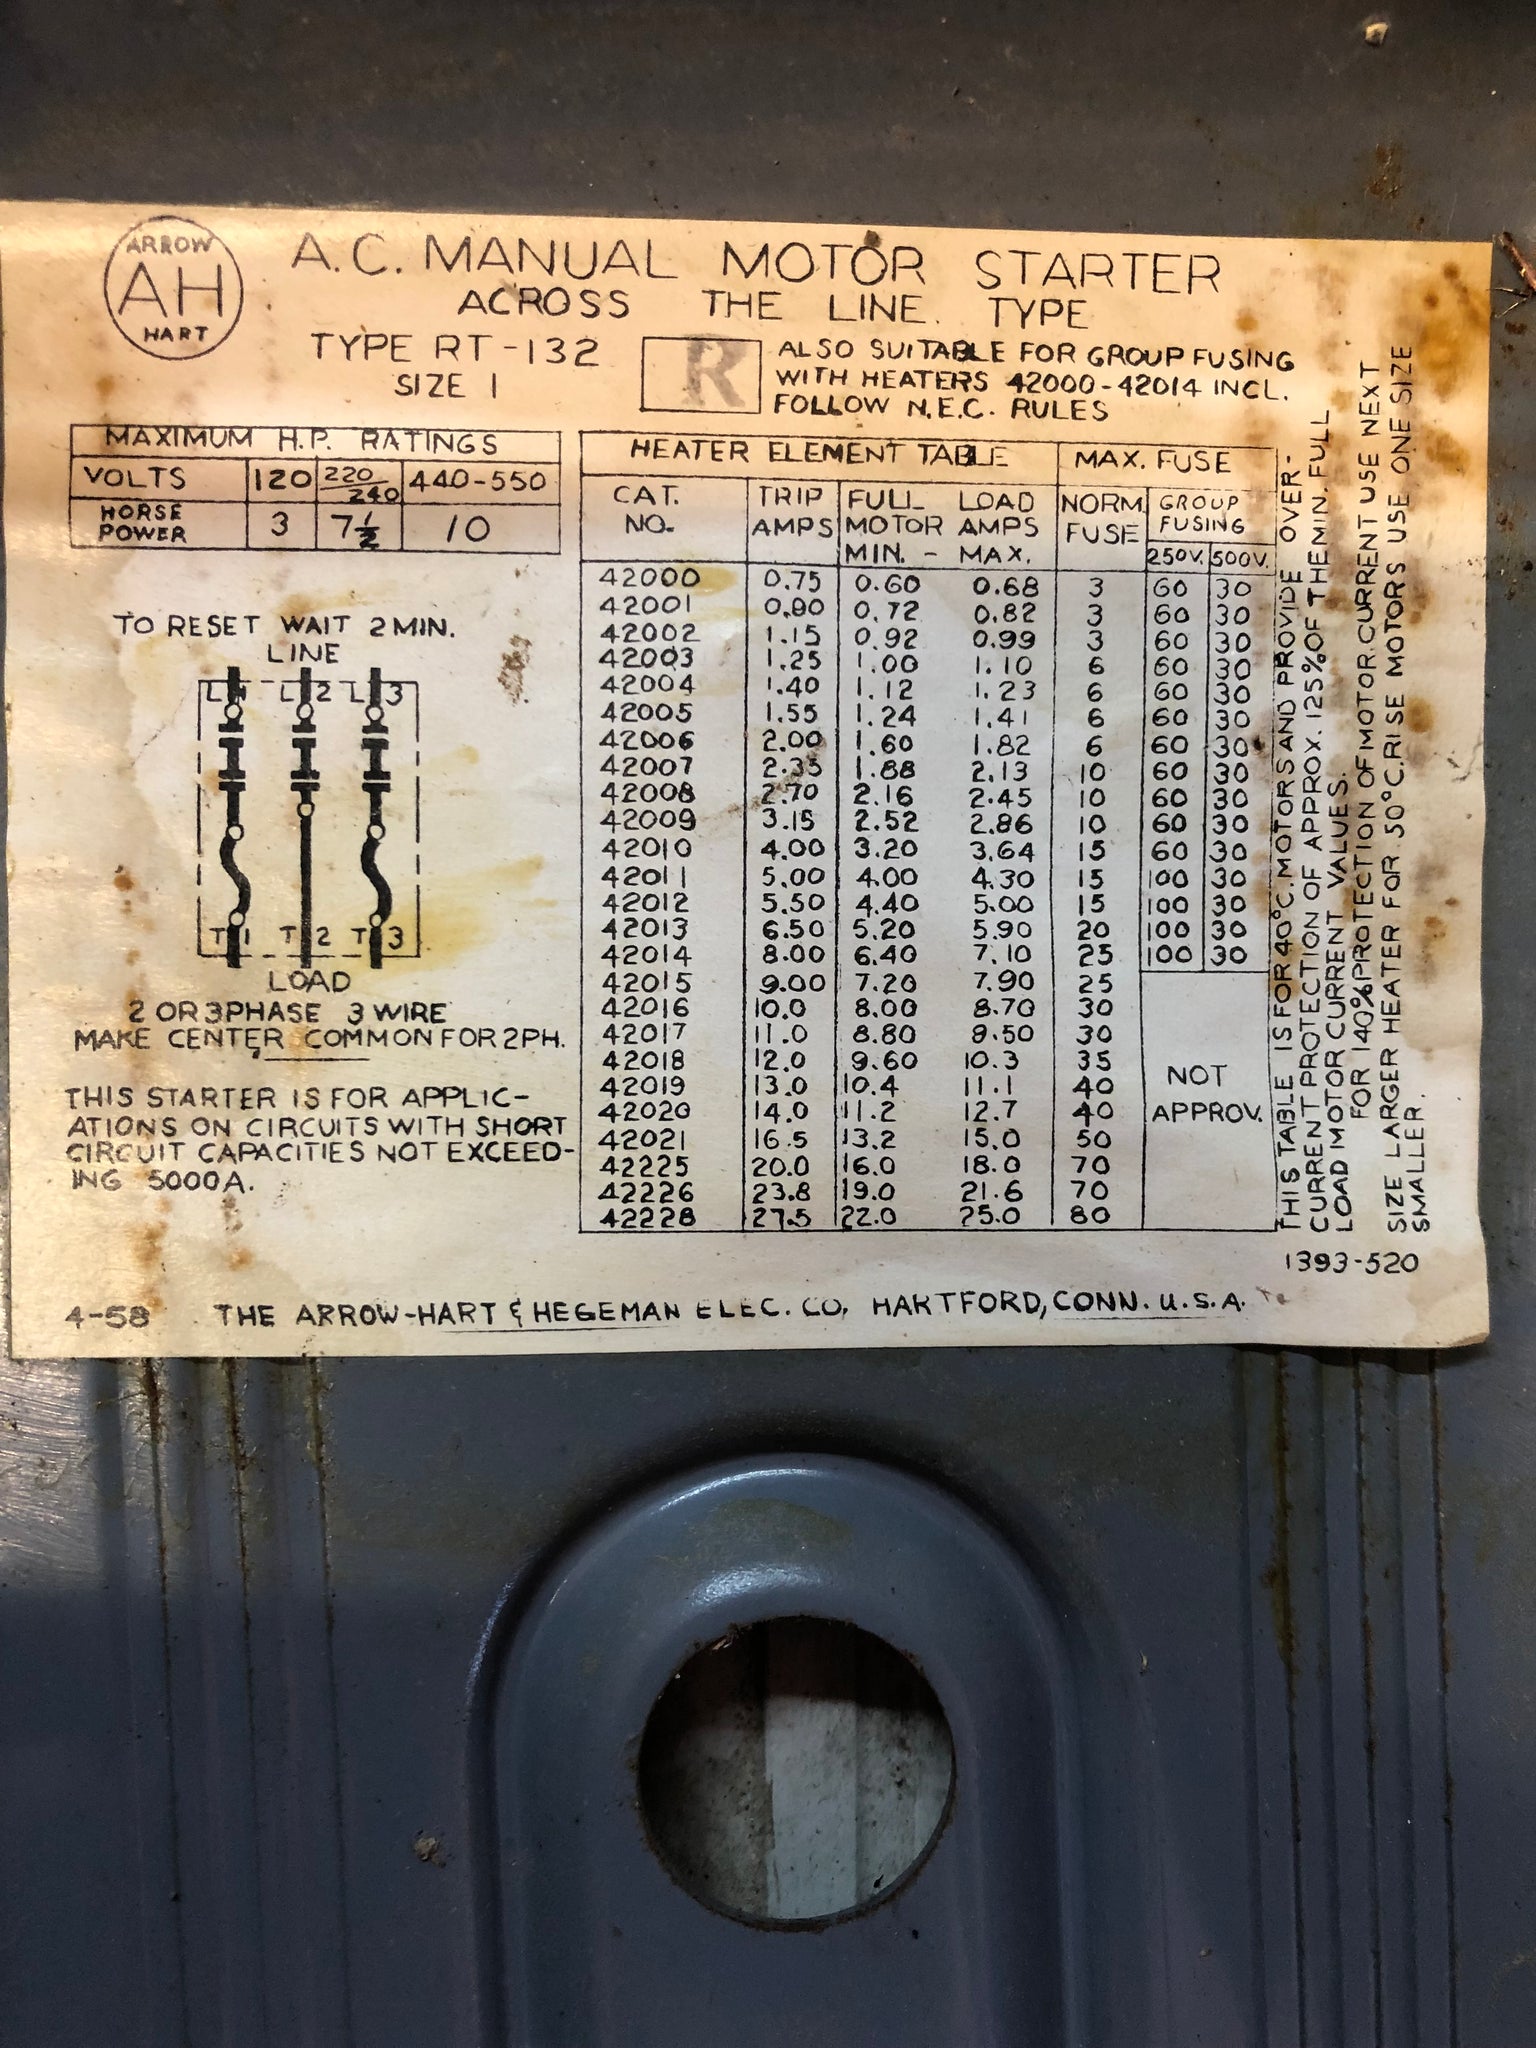 ARROW
AH
HART
A.C. MANUAL MOTOR STARTER
ACROSS THE LINE. TYPE
TYPE RT-132
SIZE 1
R
ALSO SUITABLE FOR GROUP FUSING
WITH HEATERS 42000-42014 INCL.
FOLLOW N.E.C. RULES
MAXIMUM H.P. RATINGS
VOLTS 120 220/240 440-550
HORSE POWER 3 7½ 10
TO RESET WAIT 2 MIN.
LINE
L1 L2 L3
T1 T2 T3
LOAD
2 OR 3 PHASE 3 WIRE
MAKE CENTER COMMON FOR 2PH.
THIS STARTER IS FOR APPLIC-
ATIONS ON CIRCUITS WITH SHORT
CIRCUIT CAPACITIES NOT EXCEED-
ING 5000A.
HEATER ELEMENT TABLE MAX. FUSE
CAT. TRIP FULL LOAD NORM. GROUP
NO. AMPS MOTOR AMPS FUSE FUSING
MIN. - MAX. 250V. 500V.
42000 0.75 0.60 0.68 3 60 30
42001 0.90 0.72 0.82 3 60 30
42002 1.15 0.92 0.99 3 60 30
42003 1.25 1.00 1.10 6 60 30
42004 1.40 1.12 1.23 6 60 30
42005 1.55 1.24 1.41 6 60 30
42006 2.00 1.60 1.82 6 60 30
42007 2.35 1.88 2.13 10 60 30
42008 2.70 2.16 2.45 10 60 30
42009 3.15 2.52 2.86 10 60 30
42010 4.00 3.20 3.64 15 60 30
42011 5.00 4.00 4.30 15 100 30
42012 5.50 4.40 5.00 15 100 30
42013 6.50 5.20 5.90 20 100 30
42014 8.00 6.40 7.10 25 100 30
42015 9.00 7.20 7.90 25
42016 10.0 8.00 8.70 30
42017 11.0 8.80 9.50 30
42018 12.0 9.60 10.3 35
42019 13.0 10.4 11.1 40
42020 14.0 11.2 12.7 40
42021 16.5 13.2 15.0 50
42225 20.0 16.0 18.0 70
42226 23.8 19.0 21.6 70
42228 27.5 22.0 25.0 80
NOT
APPROV.
THIS TABLE IS FOR 40°C. MOTORS AND PROVIDE OVER-
CURRENT PROTECTION OF APPROX. 125% OF THE MIN. FULL
LOAD MOTOR CURRENT VALUES.
FOR 140% PROTECTION OF MOTOR CURRENT USE NEXT
SIZE LARGER HEATER FOR 50°C. RISE MOTORS USE ONE SIZE
SMALLER.
1393-520
4-58 THE ARROW-HART & HEGEMAN ELEC. CO. HARTFORD, CONN. U.S.A.